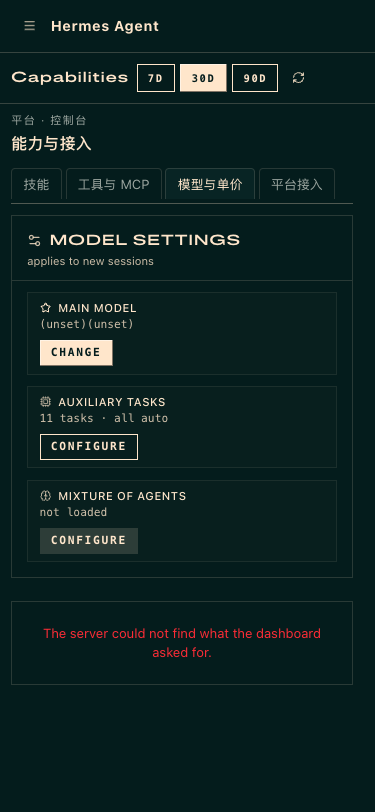 Hermes Agent
Capabilities 7D 30D 90D
平台 · 控制台
能力与接入
技能 工具与 MCP 模型与单价 平台接入
MODEL SETTINGS
applies to new sessions
MAIN MODEL
(unset)(unset)
CHANGE
AUXILIARY TASKS
11 tasks · all auto
CONFIGURE
MIXTURE OF AGENTS
not loaded
CONFIGURE
The server could not find what the dashboard
asked for.